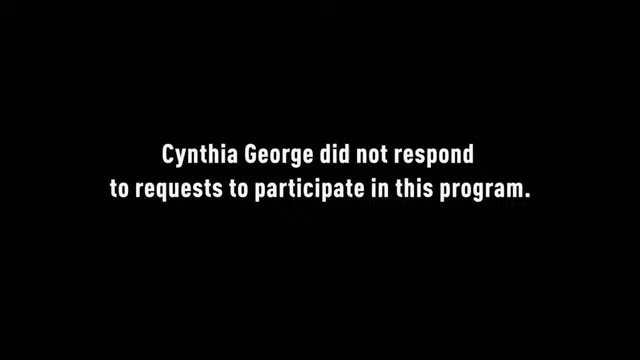 Cynthia George did not respond
to requests to participate in this program.